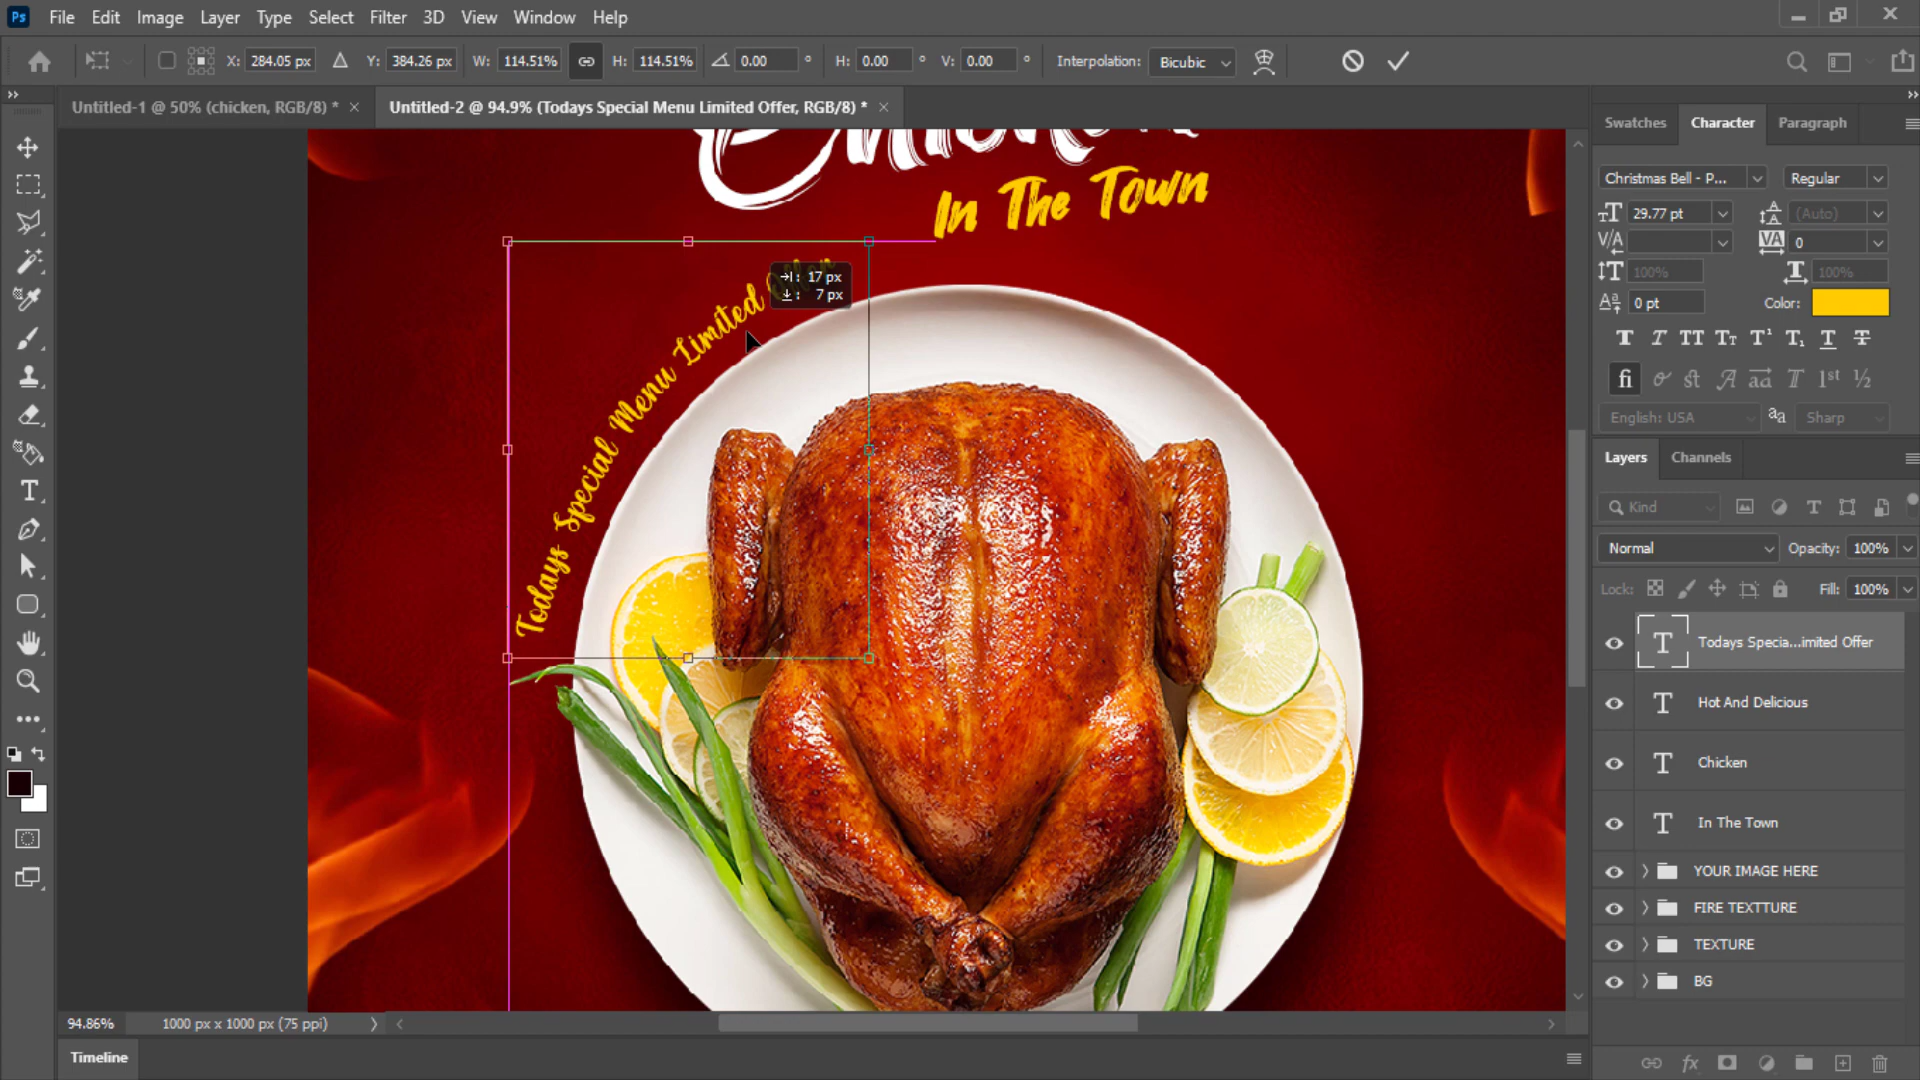 Ps File Edit Image Layer Type Select Filter 3D View Window Help
X: 284.05 px Y: 384.26 px W: 114.51% H: 114.51% 0.00 ° H: 0.00 ° V: 0.00 ° Interpolation: Bicubic
Untitled-1 @ 50% (chicken, RGB/8) * × Untitled-2 @ 94.9% (Todays Special Menu Limited Offer, RGB/8) * ×
Chicken
In The Town
Todays Special Menu Limited Offer
17 px
7 px
Swatches Character Paragraph
Christmas Bell - P... Regular
29.77 pt (Auto)
0
100% 100%
0 pt Color:
English: USA Sharp
Layers Channels
Kind
Normal Opacity: 100%
Lock: Fill: 100%
Todays Specia...imited Offer
Hot And Delicious
Chicken
In The Town
YOUR IMAGE HERE
FIRE TEXTTURE
TEXTURE
BG
94.86% 1000 px x 1000 px (75 ppi)
Timeline